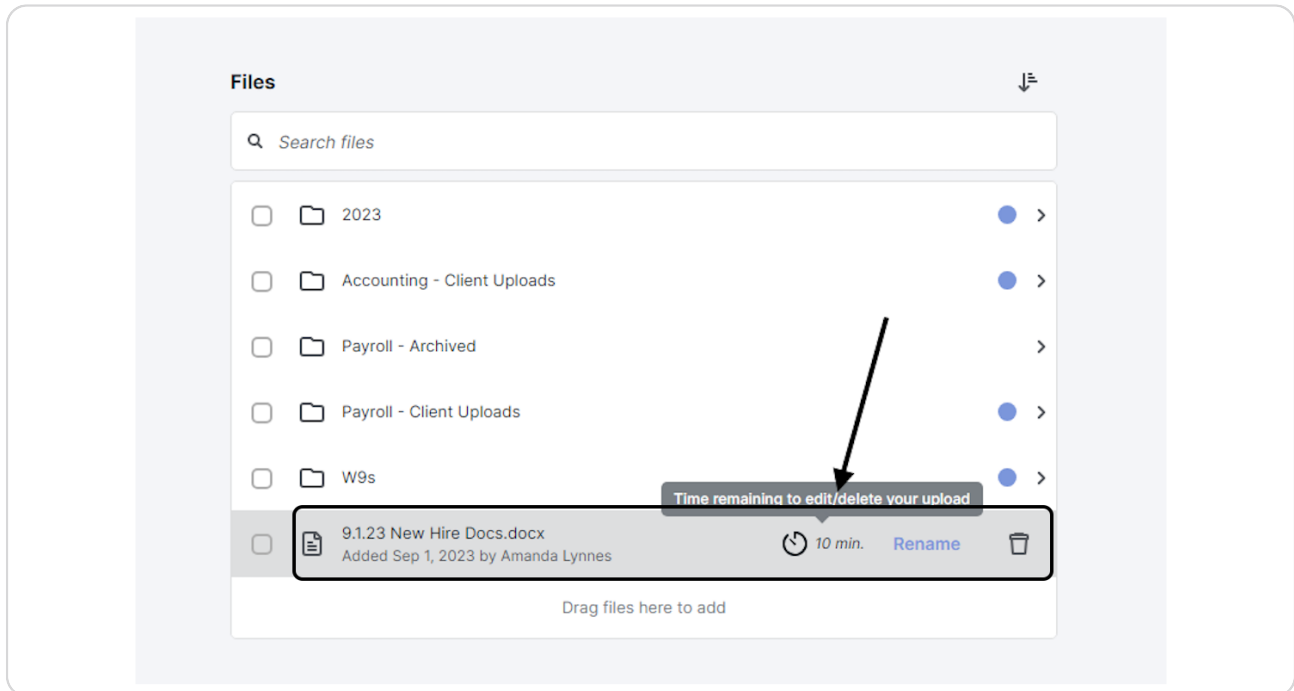 Files
Search files
2023
Accounting - Client Uploads
Payroll - Archived
Payroll - Client Uploads
W9s
Time remaining to edit/delete your upload
9.1.23 New Hire Docs.docx
10 min. Rename
Added Sep 1, 2023 by Amanda Lynnes
Drag files here to add